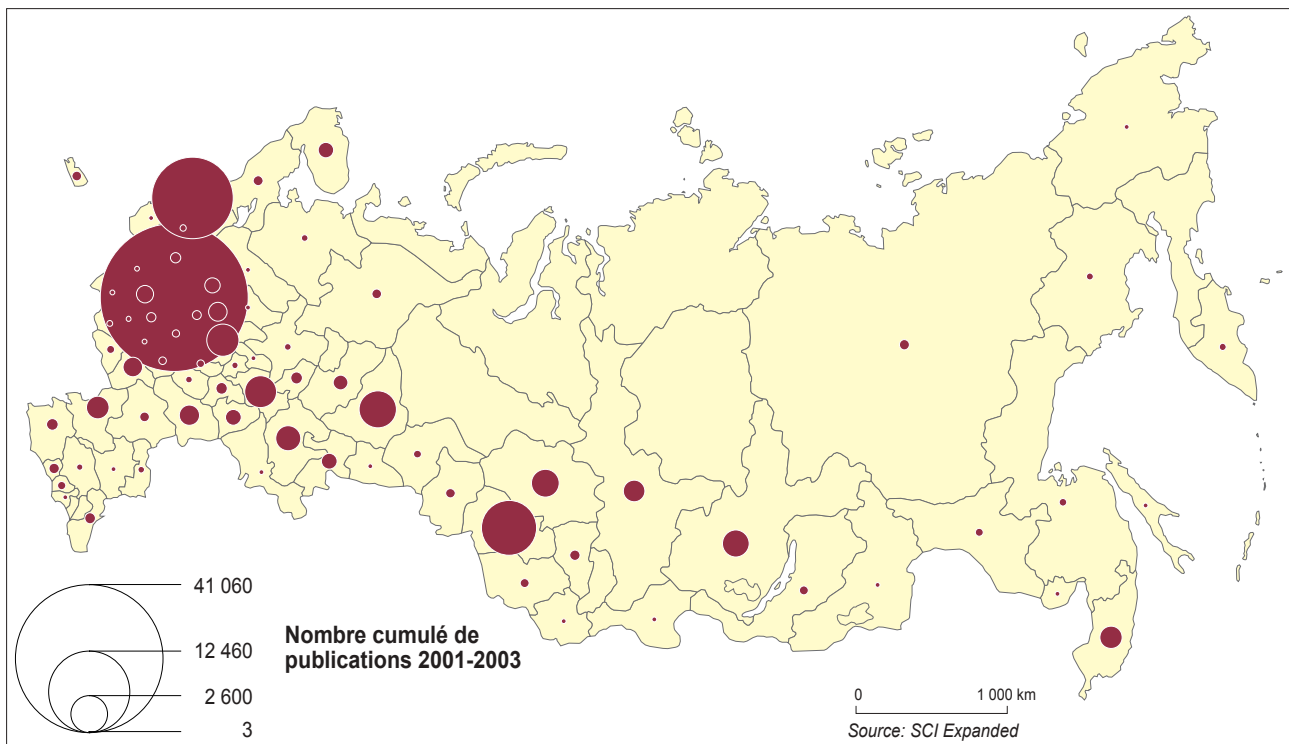 41 060
12 460
2 600
3
Nombre cumulé de
publications 2001-2003
0 1 000 km
Source: SCI Expanded